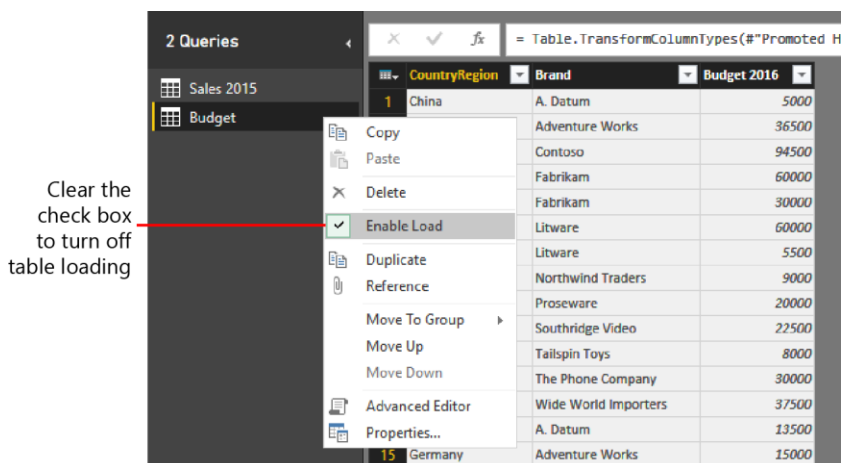 2 Queries
Sales 2015
Budget
= Table.TransformColumnTypes(#"Promoted H
CountryRegion Brand Budget 2016
1 China A. Datum 5000
Adventure Works 36500
Contoso 94500
Fabrikam 60000
Fabrikam 30000
Litware 60000
Litware 5500
Northwind Traders 9000
Proseware 20000
Southridge Video 22500
Tailspin Toys 8000
The Phone Company 30000
Wide World Importers 37500
A. Datum 13500
15 Germany Adventure Works 15000
Copy
Paste
Delete
Enable Load
Duplicate
Reference
Move To Group
Move Up
Move Down
Advanced Editor
Properties...
Clear the
check box
to turn off
table loading